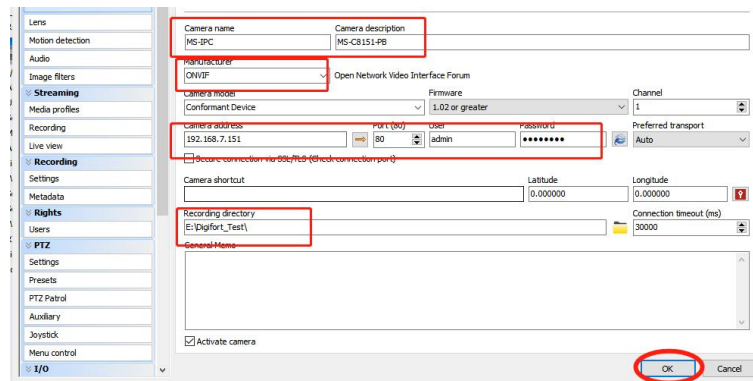 Lens
Motion detection
Audio
Image filters
Streaming
Media profiles
Recording
Live view
Recording
Settings
Metadata
Rights
Users
PTZ
Settings
Presets
PTZ Patrol
Auxiliary
Joystick
Menu control
I/O
Camera name Camera description
MS-IPC MS-C8151-PB
Manufacturer
ONVIF Open Network Video Interface Forum
Camera model Firmware Channel
Conformant Device 1.02 or greater 1
Camera address Port (80) User Password Preferred transport
192.168.7.151 80 admin •••••••• Auto
Secure connection via SSL/TLS (Check connection port)
Camera shortcut Latitude Longitude
0.000000 0.000000
Recording directory Connection timeout (ms)
E:\Digifort_Test\ 30000
General Memo
Activate camera
OK Cancel